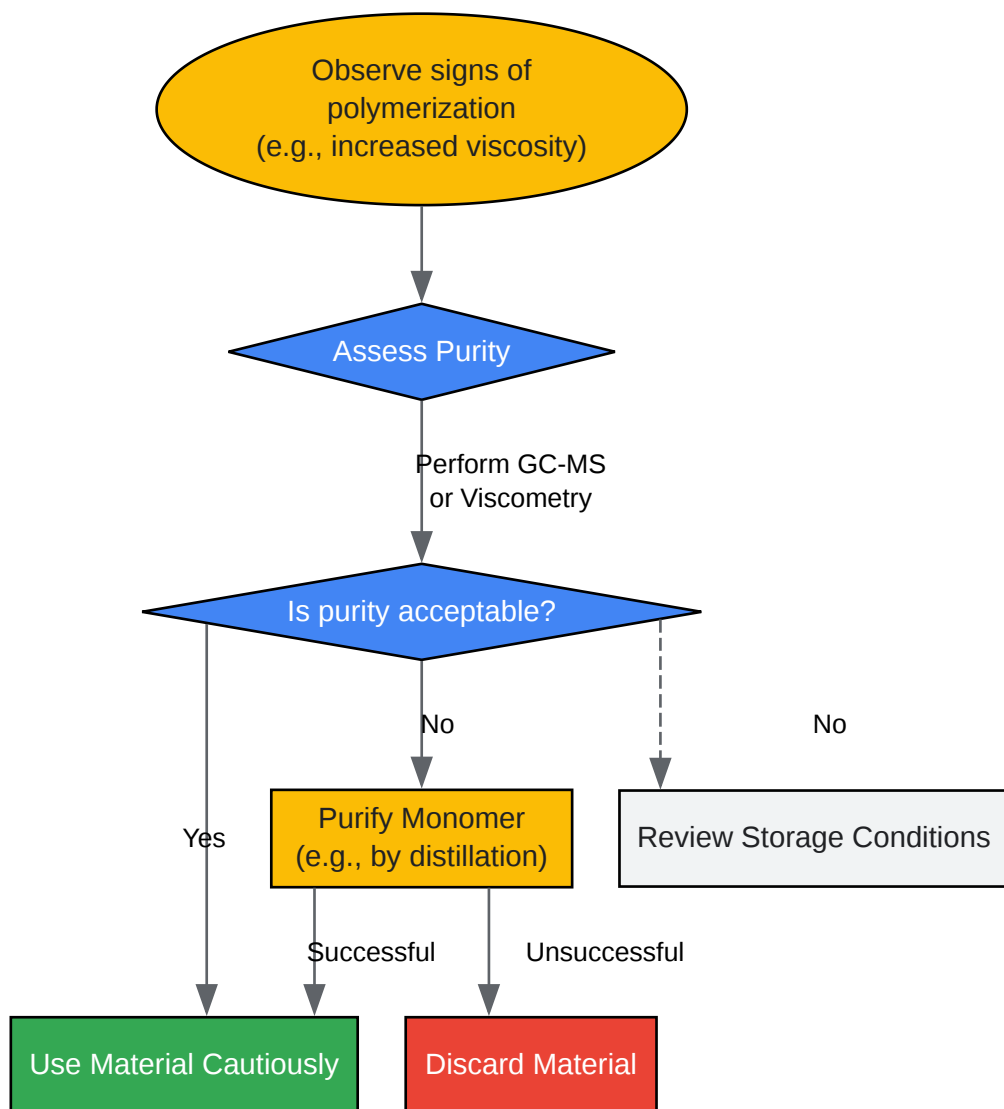 Observe signs of
polymerization
(e.g., increased viscosity)
Assess Purity
Perform GC-MS
or Viscometry
Is purity acceptable?
No
No
Yes
Purify Monomer
(e.g., by distillation)
Review Storage Conditions
Successful
Unsuccessful
Use Material Cautiously
Discard Material